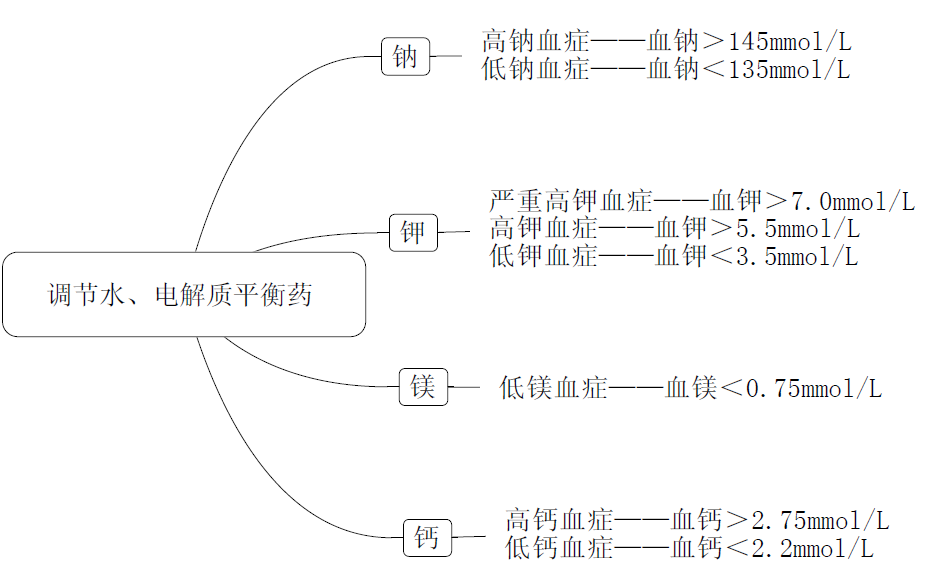 钠
高钠血症——血钠＞145mmol/L
低钠血症——血钠＜135mmol/L
钾
严重高钾血症——血钾＞7.0mmol/L
高钾血症——血钾＞5.5mmol/L
低钾血症——血钾＜3.5mmol/L
调节水、电解质平衡药
镁
低镁血症——血镁＜0.75mmol/L
钙
高钙血症——血钙＞2.75mmol/L
低钙血症——血钙＜2.2mmol/L